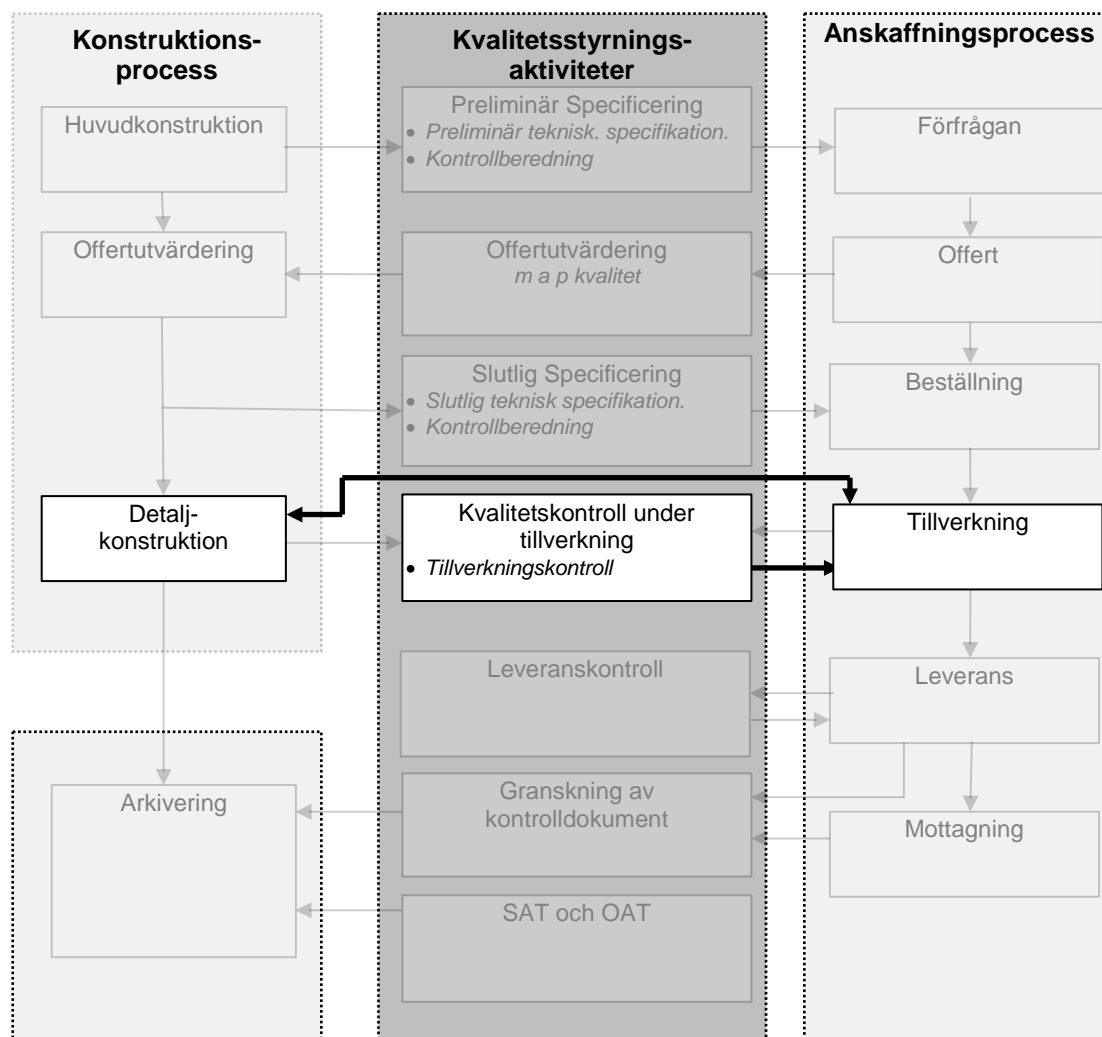 Konstruktions-
process
Kvalitetsstyrnings-
aktiviteter
Anskaffningsprocess
Huvudkonstruktion
Preliminär Specificering
• Preliminär teknisk. specifikation.
• Kontrollberedning
Förfrågan
Offertutvärdering
Offertutvärdering
m a p kvalitet
Offert
Slutlig Specificering
• Slutlig teknisk specifikation.
• Kontrollberedning
Beställning
Detalj-
konstruktion
Kvalitetskontroll under
tillverkning
• Tillverkningskontroll
Tillverkning
Leveranskontroll
Leverans
Arkivering
Granskning av
kontrolldokument
Mottagning
SAT och OAT